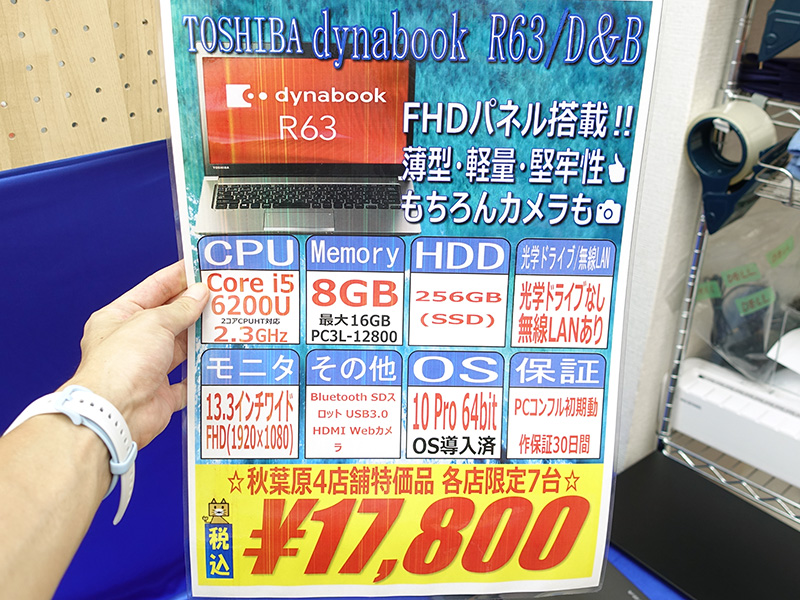 TOSHIBA dynabook R63/D&B
dynabook
R63
TOSHIBA
FHDパネル搭載!!
薄型・軽量・堅牢性
もちろんカメラも
CPU
Core i5
6200U
2コアCPUHT対応
2.3GHz
Memory
8GB
最大16GB
PC3L-12800
HDD
256GB
(SSD)
光学ドライブ/無線LAN
光学ドライブなし
無線LANあり
モニタ
13.3インチワイド
FHD(1920×1080)
その他
Bluetooth SDス
ロット USB3.0
HDMI Webカメ
ラ
OS
10 Pro 64bit
OS導入済
保証
PCコンフル初期動
作保証30日間
☆秋葉原4店舗特価品 各店限定7台☆
税込
¥17,800
DELL
DELL